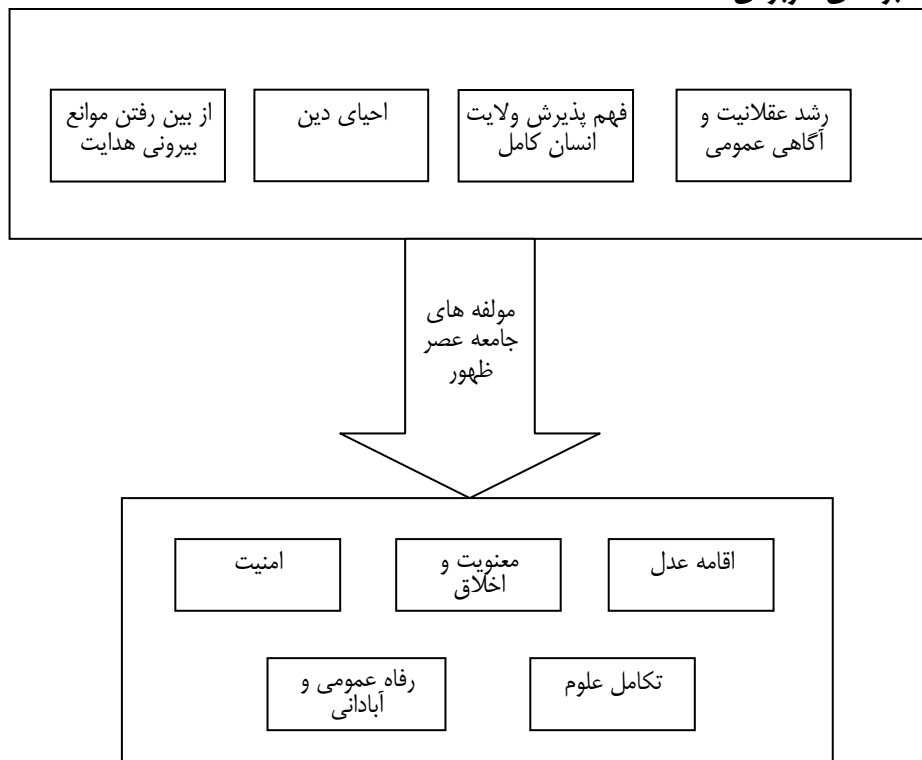 رشد عقلانیت و
آگاهی عمومی
فهم پذیرش ولایت
انسان کامل
احیای دین
از بین رفتن موانع
بیرونی هدایت
مولفه های
جامعه عصر
ظهور
اقامه عدل
معنویت و
اخلاق
امنیت
تکامل علوم
رفاه عمومی و
آبادانی